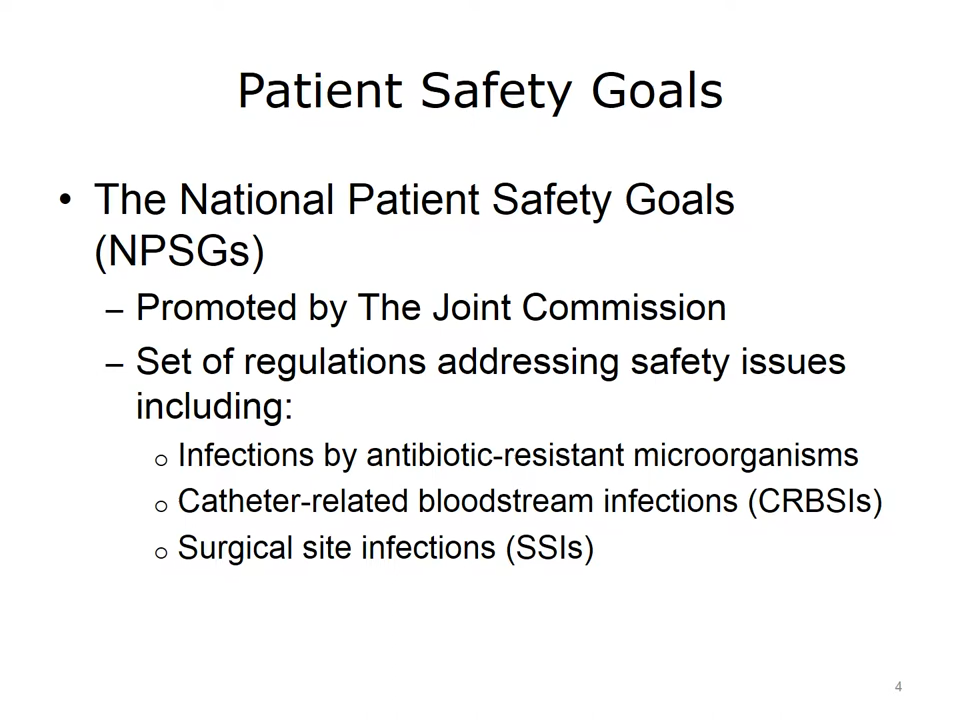 Patient Safety Goals
• The National Patient Safety Goals
(NPSGs)
– Promoted by The Joint Commission
– Set of regulations addressing safety issues
including:
o Infections by antibiotic-resistant microorganisms
o Catheter-related bloodstream infections (CRBSIs)
o Surgical site infections (SSIs)
4